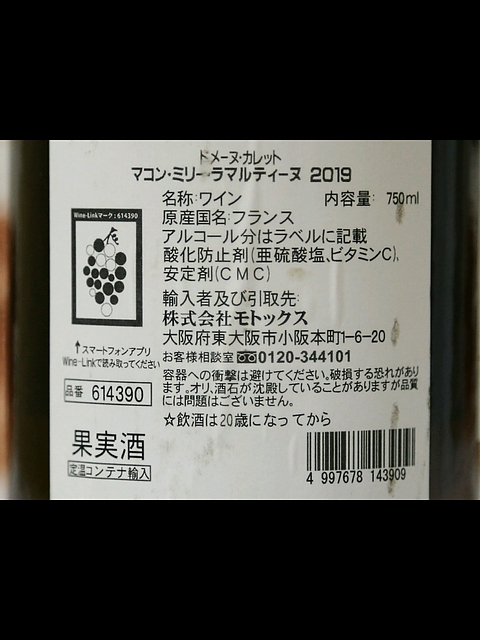 ドメーヌ・カレット
マコン・ミリー・ラマルティーヌ 2019
名称:ワイン 内容量: 750ml
原産国名:フランス
アルコール分はラベルに記載
酸化防止剤(亜硫酸塩、ビタミンC)、
安定剤(CMC)
輸入者及び引取先:
株式会社モトックス
大阪府東大阪市小阪本町1-6-20
お客様相談室 0120-344101
容器への衝撃は避けてください。破損する恐れがあり
ます。オリ、酒石が沈殿していることがありますが品質
には問題はございません。
☆飲酒は20歳になってから
Wine-Linkマーク:614390
↑スマートフォンアプリ
Wine-Linkで読み取ってください
品番 614390
果実酒
定温コンテナ輸入
4 997678 143909